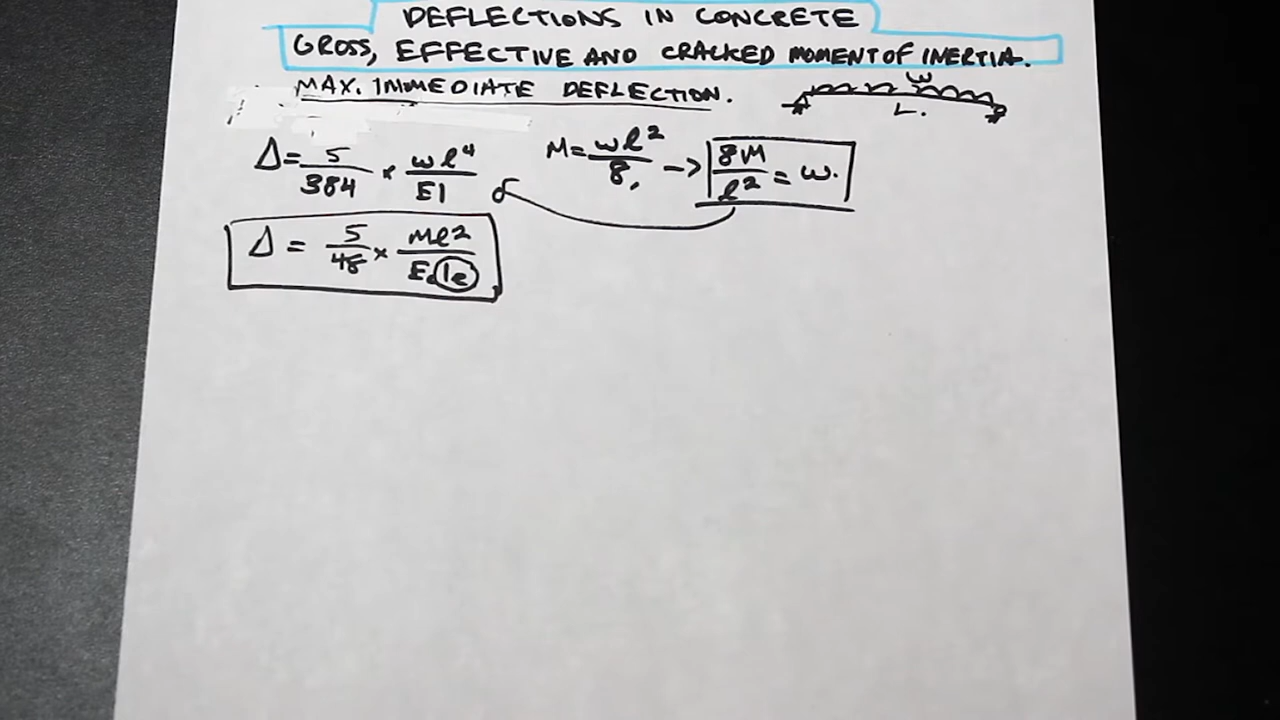 DEFLECTIONS IN CONCRETE
GROSS, EFFECTIVE AND CRACKED MOMENT OF INERTIA.
MAX. IMMEDIATE DEFLECTION.
w
L.
Δ = 5/384 × wℓ⁴/EI
M = wℓ²/8, → 8M/ℓ² = w.
Δ = 5/48 × Mℓ²/EcIe